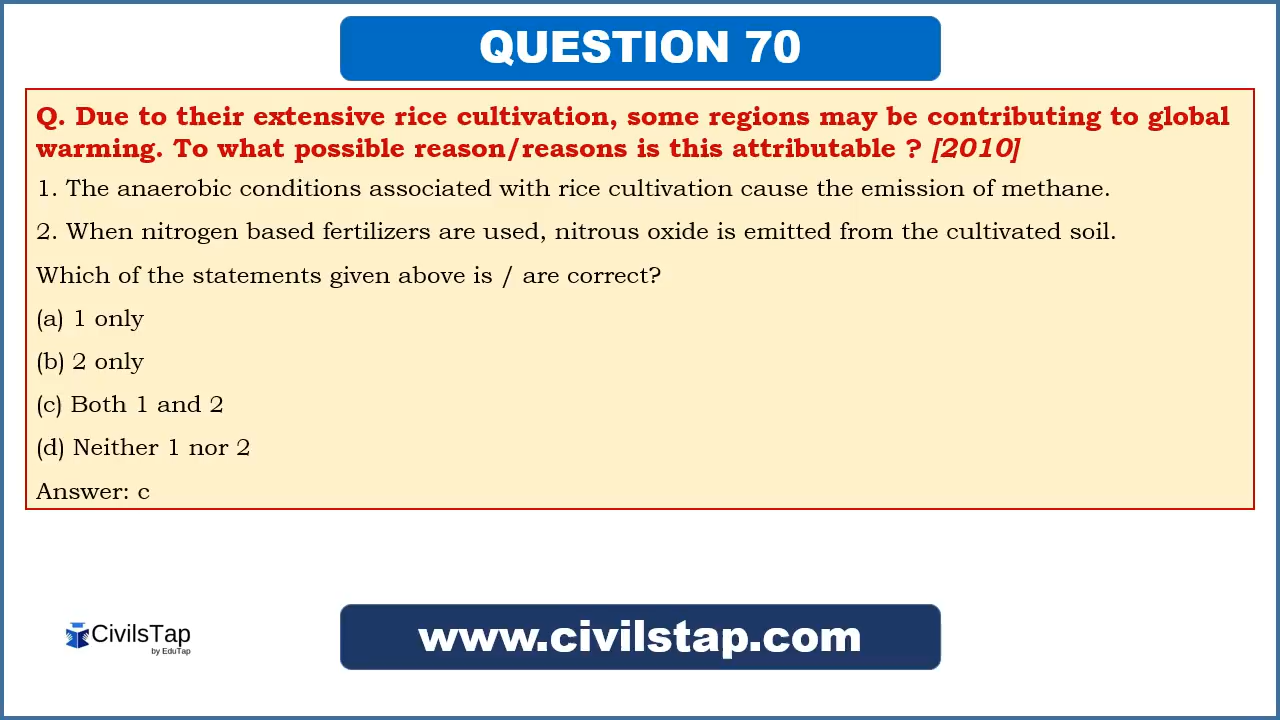 QUESTION 70
Q. Due to their extensive rice cultivation, some regions may be contributing to global
warming. To what possible reason/reasons is this attributable ? [2010]
1. The anaerobic conditions associated with rice cultivation cause the emission of methane.
2. When nitrogen based fertilizers are used, nitrous oxide is emitted from the cultivated soil.
Which of the statements given above is / are correct?
(a) 1 only
(b) 2 only
(c) Both 1 and 2
(d) Neither 1 nor 2
Answer: c
CivilsTap
by EduTap
www.civilstap.com